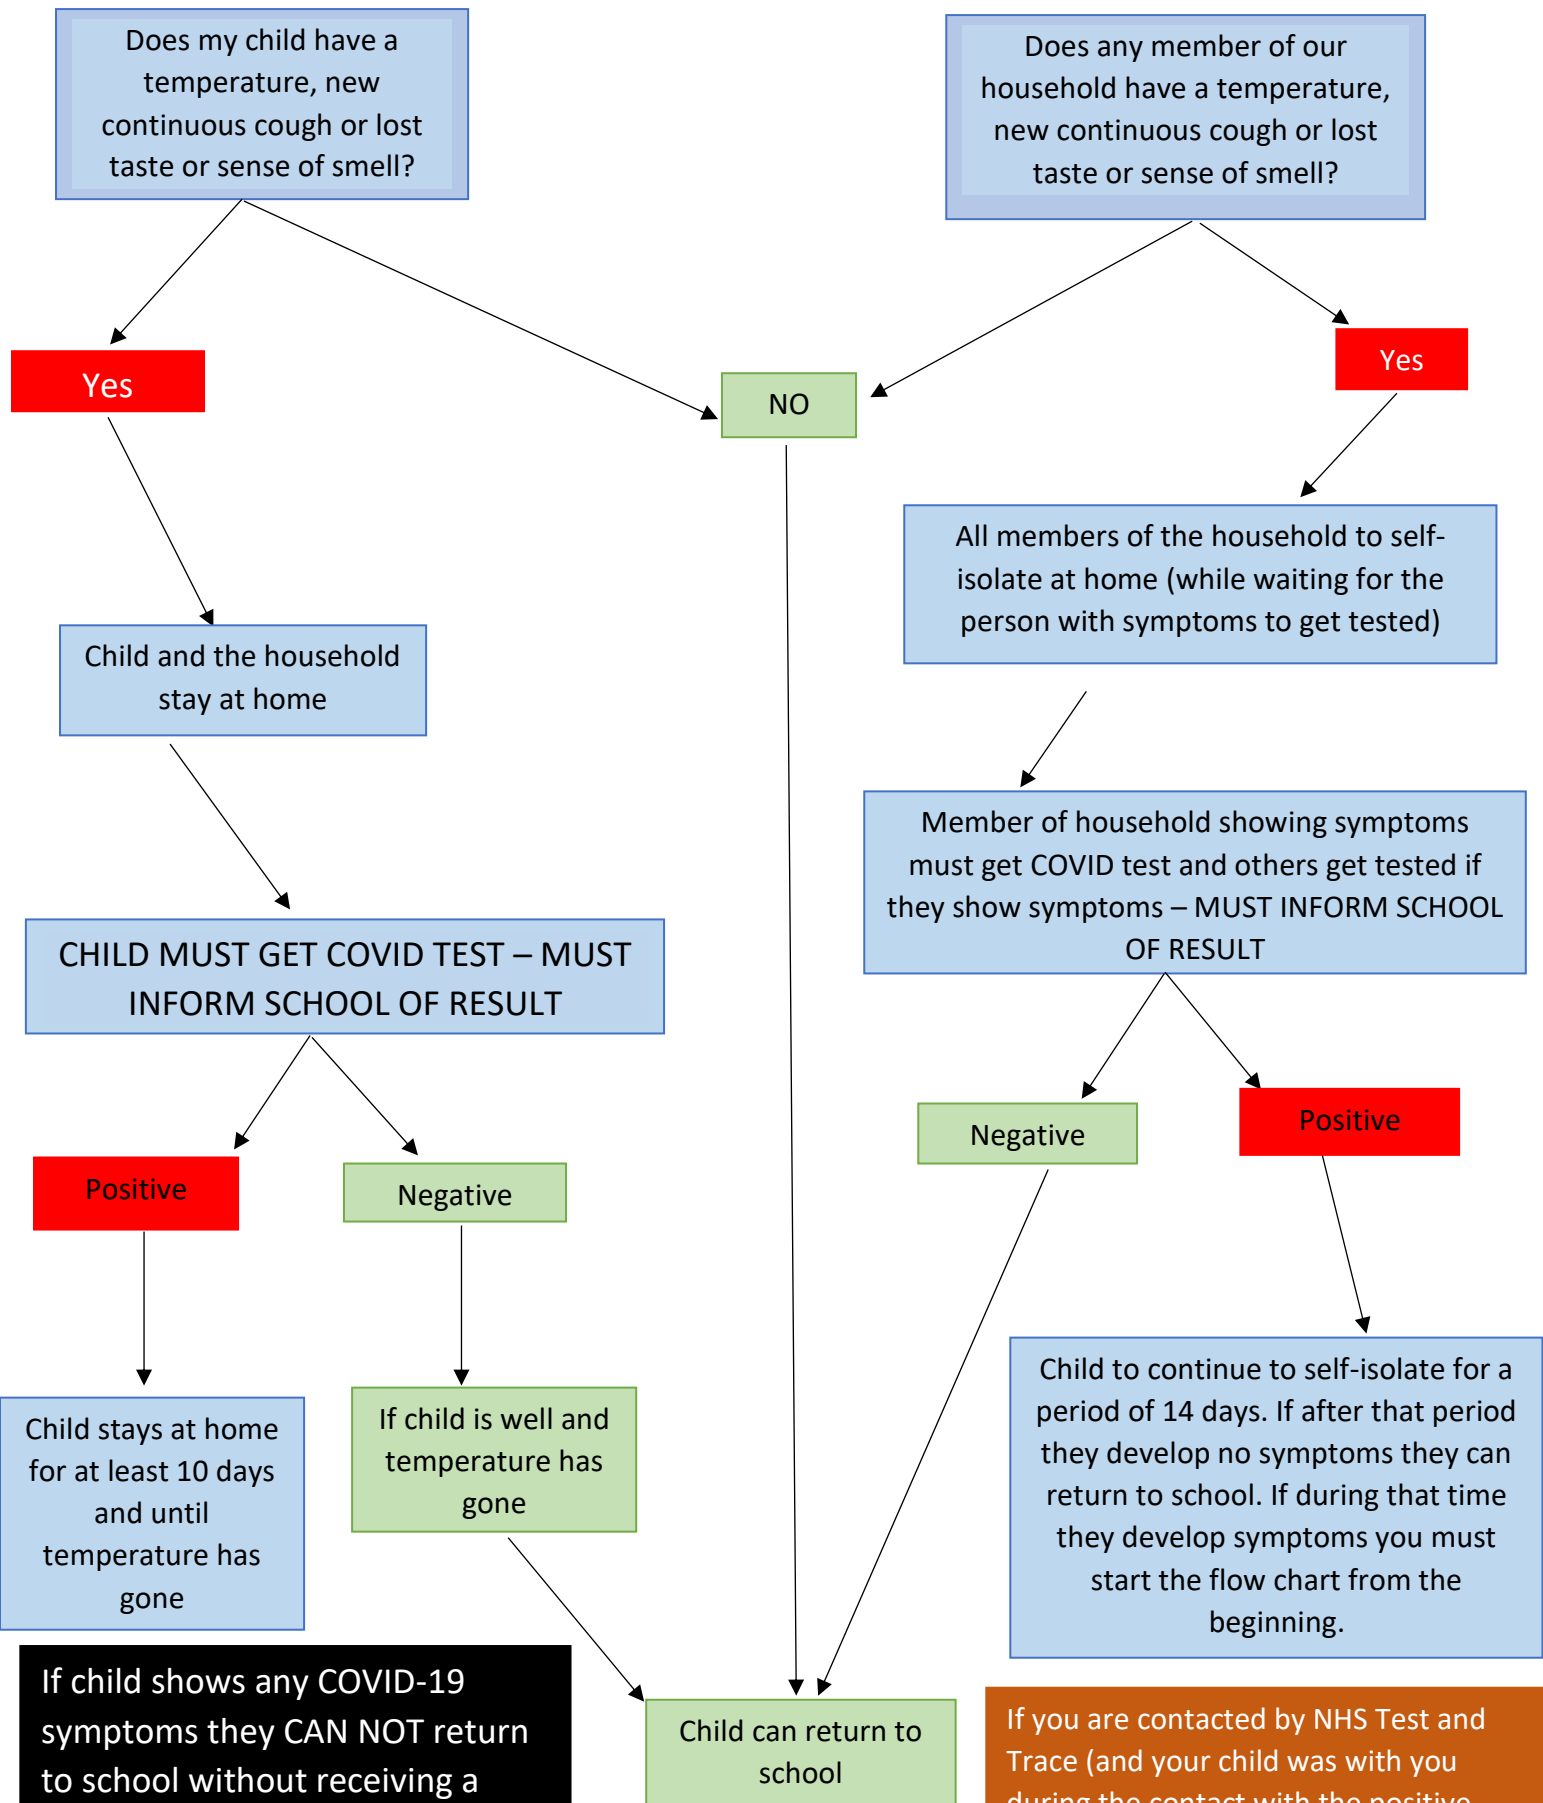 Does my child have a
temperature, new
continuous cough or lost
taste or sense of smell?
Does any member of our
household have a temperature,
new continuous cough or lost
taste or sense of smell?
Yes
NO
Yes
All members of the household to self-
isolate at home (while waiting for the
person with symptoms to get tested)
Child and the household
stay at home
Member of household showing symptoms
must get COVID test and others get tested if
they show symptoms – MUST INFORM SCHOOL
OF RESULT
CHILD MUST GET COVID TEST – MUST
INFORM SCHOOL OF RESULT
Negative
Positive
Positive
Negative
Child to continue to self-isolate for a
period of 14 days. If after that period
they develop no symptoms they can
return to school. If during that time
they develop symptoms you must
start the flow chart from the
beginning.
Child stays at home
for at least 10 days
and until
temperature has
gone
If child is well and
temperature has
gone
If child shows any COVID-19
symptoms they CAN NOT return
to school without receiving a
Child can return to
school
If you are contacted by NHS Test and
Trace (and your child was with you
during the contact with the positive